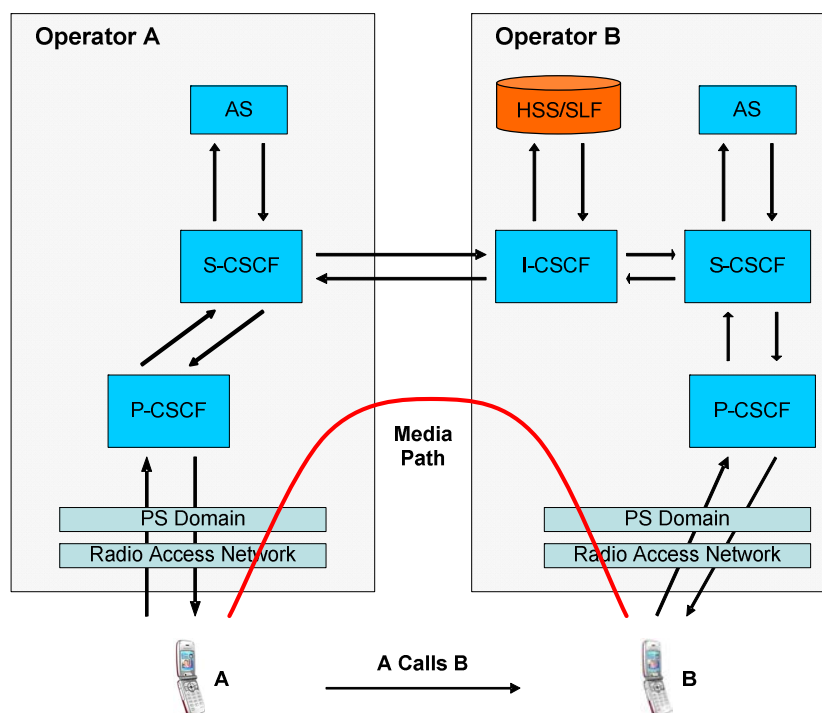 Operator A
Operator B
AS
HSS/SLF
AS
S-CSCF
I-CSCF
S-CSCF
P-CSCF
P-CSCF
Media
Path
PS Domain
PS Domain
Radio Access Network
Radio Access Network
A Calls B
A
B